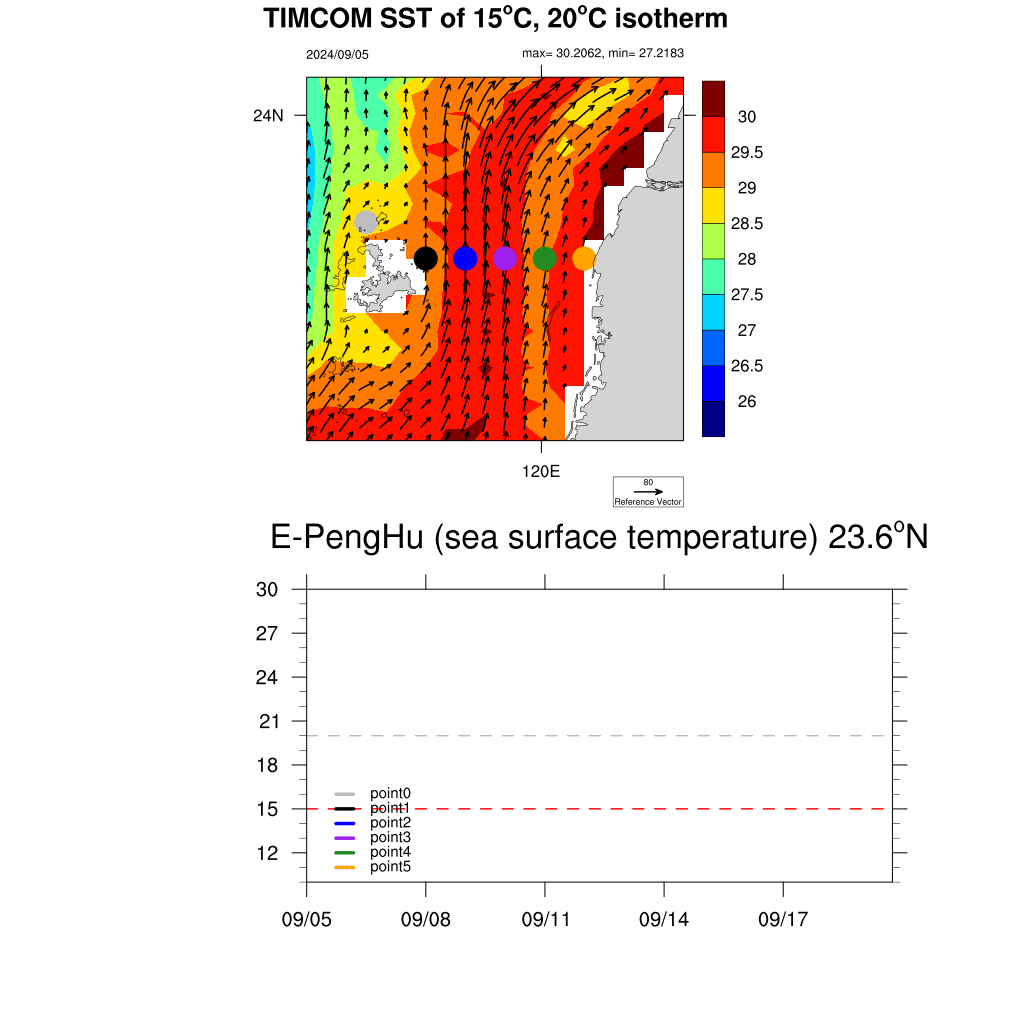 TIMCOM SST of 15°C, 20°C isotherm
2024/09/05
max= 30.2062, min= 27.2183
24N
120E
30
29.5
29
28.5
28
27.5
27
26.5
26
80
Reference Vector
E-PengHu (sea surface temperature) 23.6°N
30
27
24
21
18
15
12
point0
point1
point2
point3
point4
point5
09/05
09/08
09/11
09/14
09/17